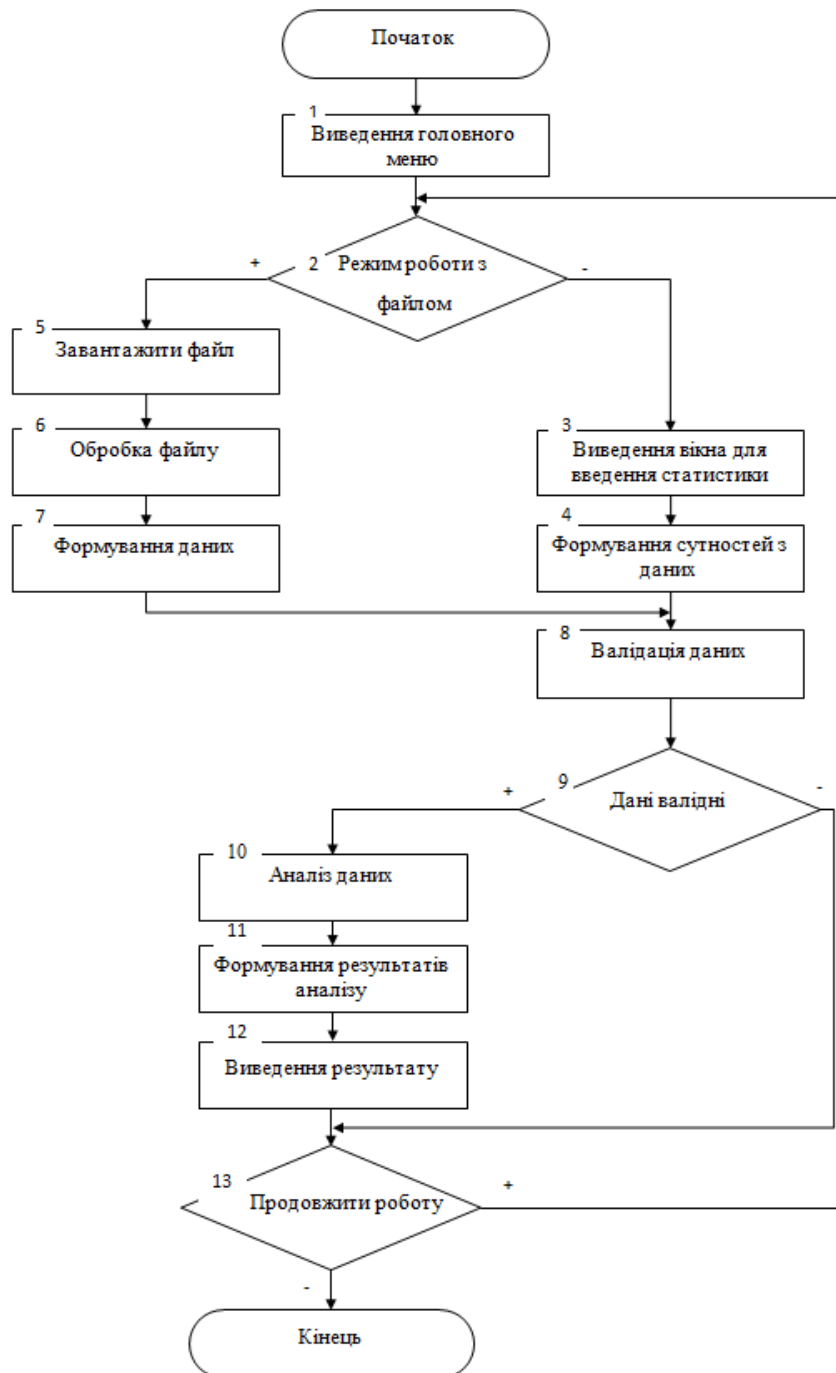 Початок
1
Виведення головного
меню
+
2
Режим роботи з
-
файлом
5
Завантажити файл
6
Обробка файлу
3
Виведення вікна для
введення статистики
7
Формування даних
4
Формування сутностей з
даних
8
Валідація даних
+
9
Дані валідні
-
10
Аналіз даних
11
Формування результатів
аналізу
12
Виведення результату
13
Продовжити роботу
+
-
Кінець